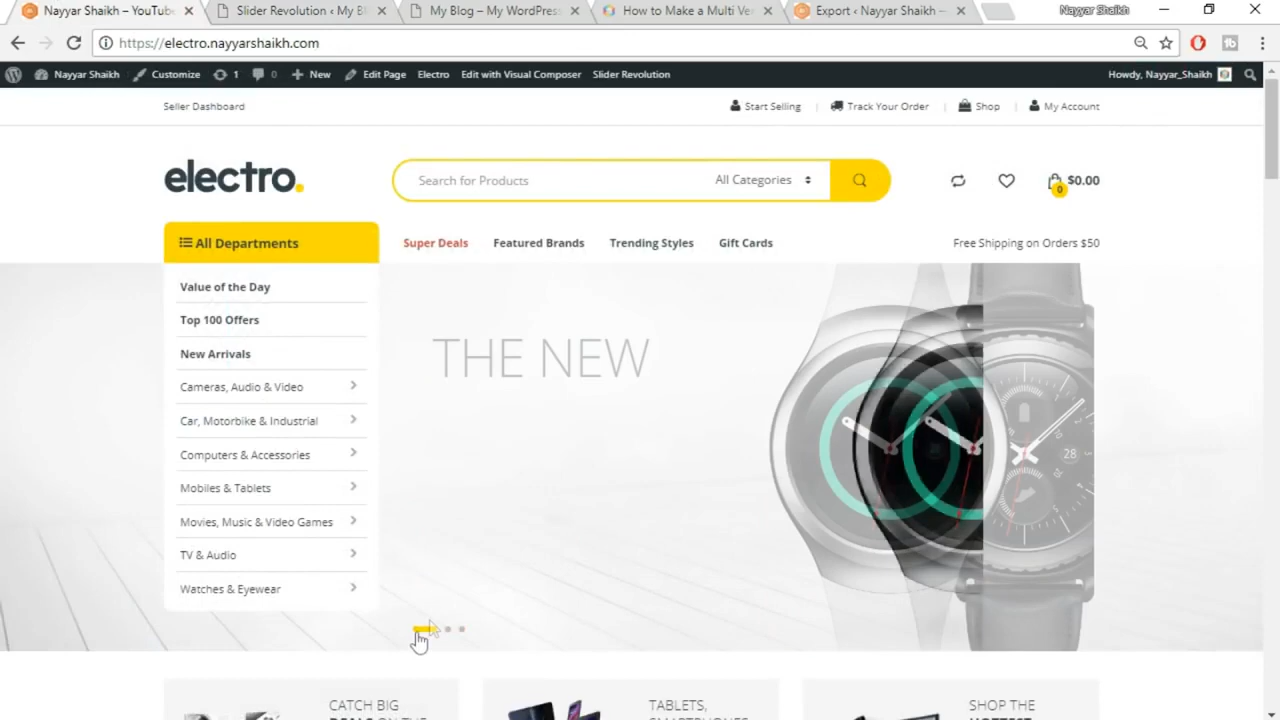 Nayyar Shaikh – YouTube
Slider Revolution ‹ My Bl
My Blog – My WordPress
How to Make a Multi Ve
Export ‹ Nayyar Shaikh —
Nayyar Shaikh
https://electro.nayyarshaikh.com
Nayyar Shaikh
Customize
1
0
New
Edit Page
Electro
Edit with Visual Composer
Slider Revolution
Howdy, Nayyar_Shaikh
Seller Dashboard
Start Selling
Track Your Order
Shop
My Account
electro.
Search for Products
All Categories
0
$0.00
All Departments
Super Deals
Featured Brands
Trending Styles
Gift Cards
Free Shipping on Orders $50
Value of the Day
Top 100 Offers
New Arrivals
Cameras, Audio & Video
Car, Motorbike & Industrial
Computers & Accessories
Mobiles & Tablets
Movies, Music & Video Games
TV & Audio
Watches & Eyewear
THE NEW
28
CATCH BIG
DEALS ON THE
TABLETS,
SMARTPHONES
SHOP THE
HOTTEST